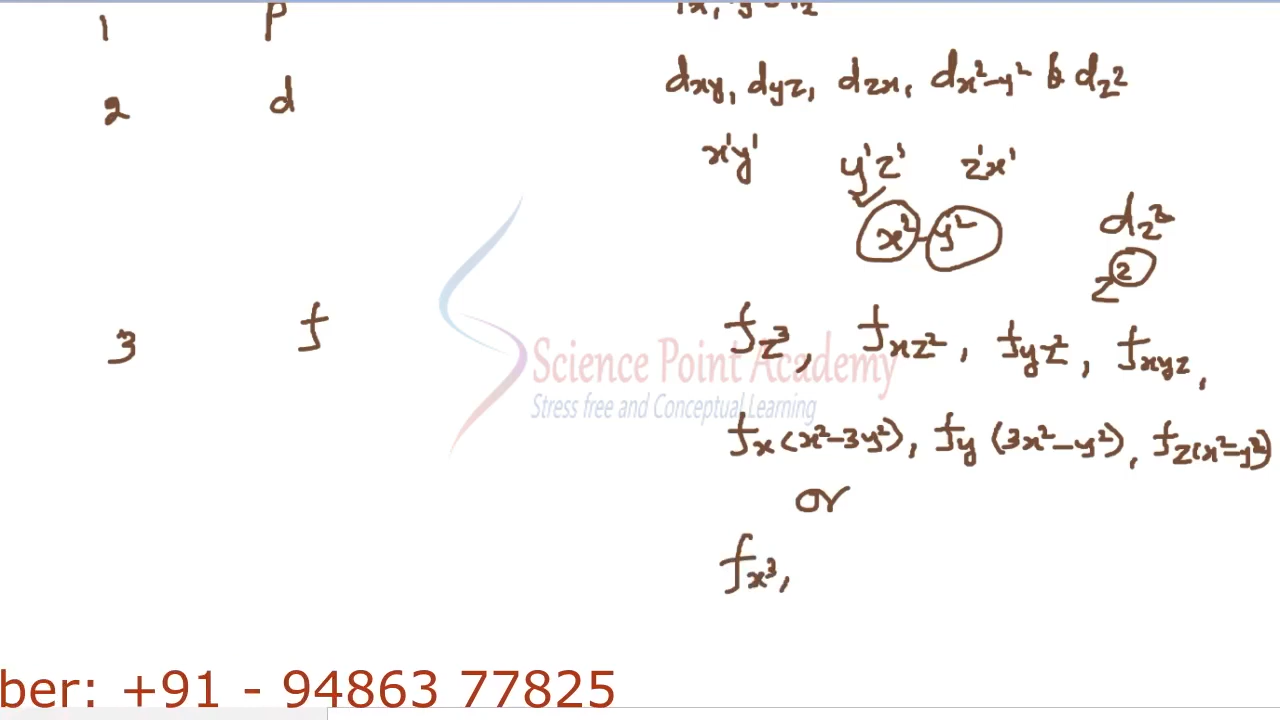 1 p
2 d dxy, dyz, dzx, dx²-y² & dz²
x¹y¹ y¹z¹ z¹x¹
x² - y² dz²
z²
3 f fz³, fxz², fyz², fxyz,
Science Point Academy
Stress free and Conceptual Learning
fx(x²-3y²), fy(3x²-y²), fz(x²-y²)
or
fx³,
ber: +91 - 94863 77825